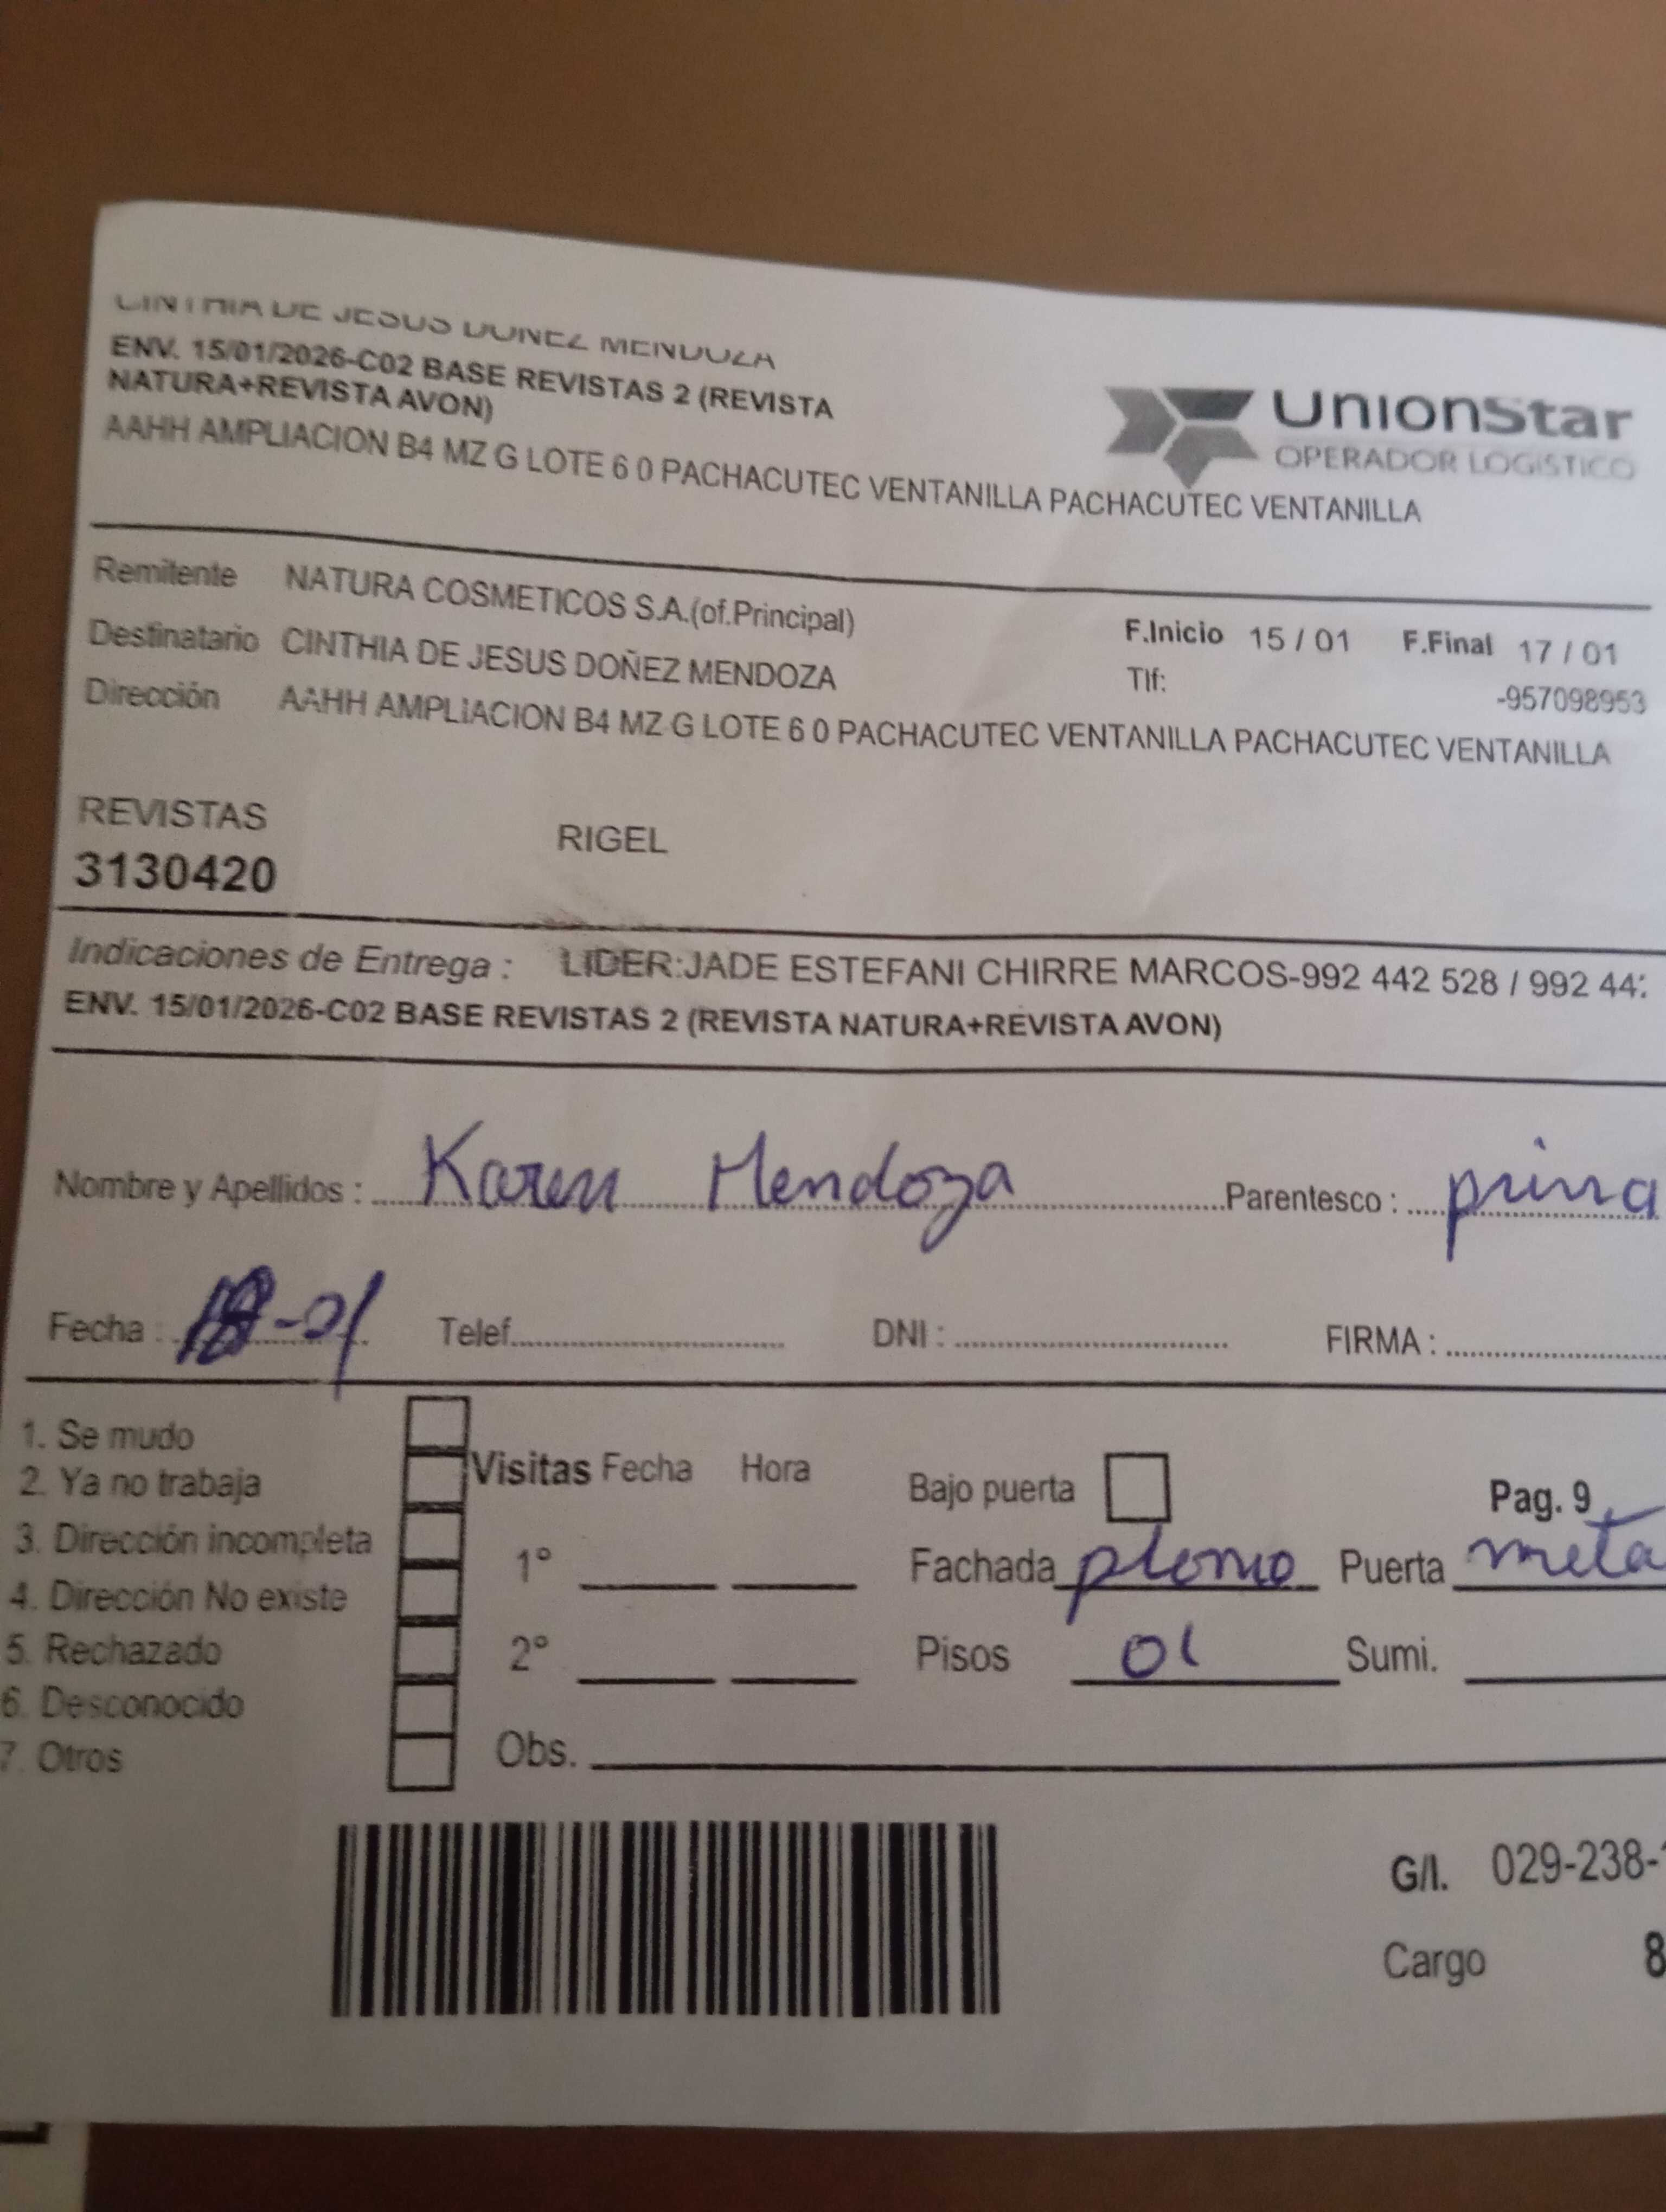 CINTHIA DE JESUS DOÑEZ MENDOZA
ENV. 15/01/2026-C02 BASE REVISTAS 2 (REVISTA
NATURA+REVISTA AVON)
AAHH AMPLIACION B4 MZ G LOTE 6 0 PACHACUTEC VENTANILLA PACHACUTEC VENTANILLA
UnionStar
OPERADOR LOGISTICO
Remitente NATURA COSMETICOS S.A.(of.Principal)
F.Inicio 15 / 01 F.Final 17 / 01
Destinatario CINTHIA DE JESUS DOÑEZ MENDOZA
Tlf: -957098953
Dirección AAHH AMPLIACION B4 MZ G LOTE 6 0 PACHACUTEC VENTANILLA PACHACUTEC VENTANILLA
REVISTAS RIGEL
3130420
Indicaciones de Entrega : LIDER:JADE ESTEFANI CHIRRE MARCOS-992 442 528 / 992 44
ENV. 15/01/2026-C02 BASE REVISTAS 2 (REVISTA NATURA+REVISTA AVON)
Nombre y Apellidos : Karen Mendoza Parentesco : prima
Fecha : -01 Telef. DNI : FIRMA :
1. Se mudo
2. Ya no trabaja
3. Dirección incompleta
4. Dirección No existe
5. Rechazado
6. Desconocido
7. Otros
Visitas Fecha Hora
1°
2°
Obs.
Bajo puerta Pag. 9
Fachada plomo Puerta meta
Pisos 01 Sumi.
G/I. 029-238-
Cargo 8